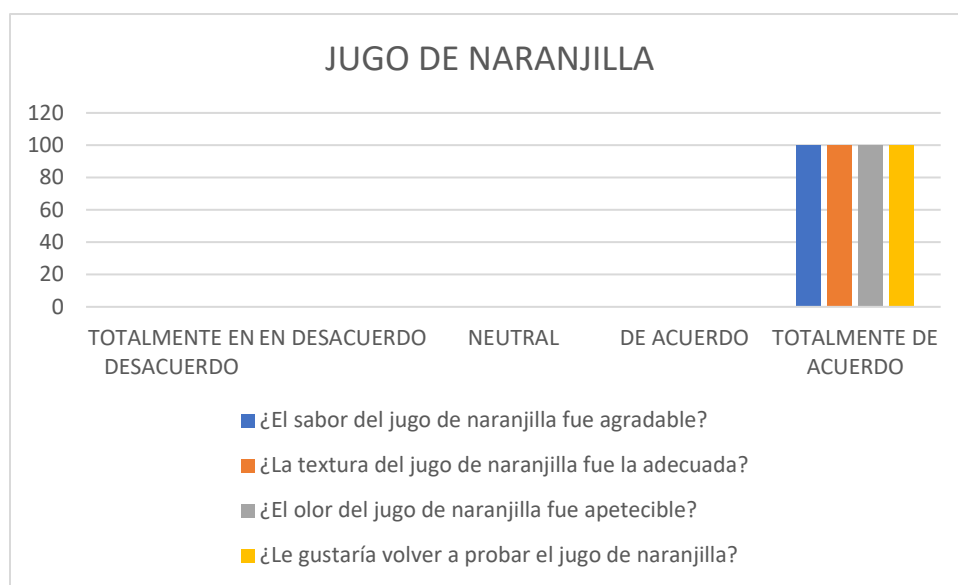 JUGO DE NARANJILLA
120
100
80
60
40
20
0
TOTALMENTE EN DESACUERDO
EN DESACUERDO
NEUTRAL
DE ACUERDO
TOTALMENTE DE ACUERDO
¿El sabor del jugo de naranjilla fue agradable?
¿La textura del jugo de naranjilla fue la adecuada?
¿El olor del jugo de naranjilla fue apetecible?
¿Le gustaría volver a probar el jugo de naranjilla?